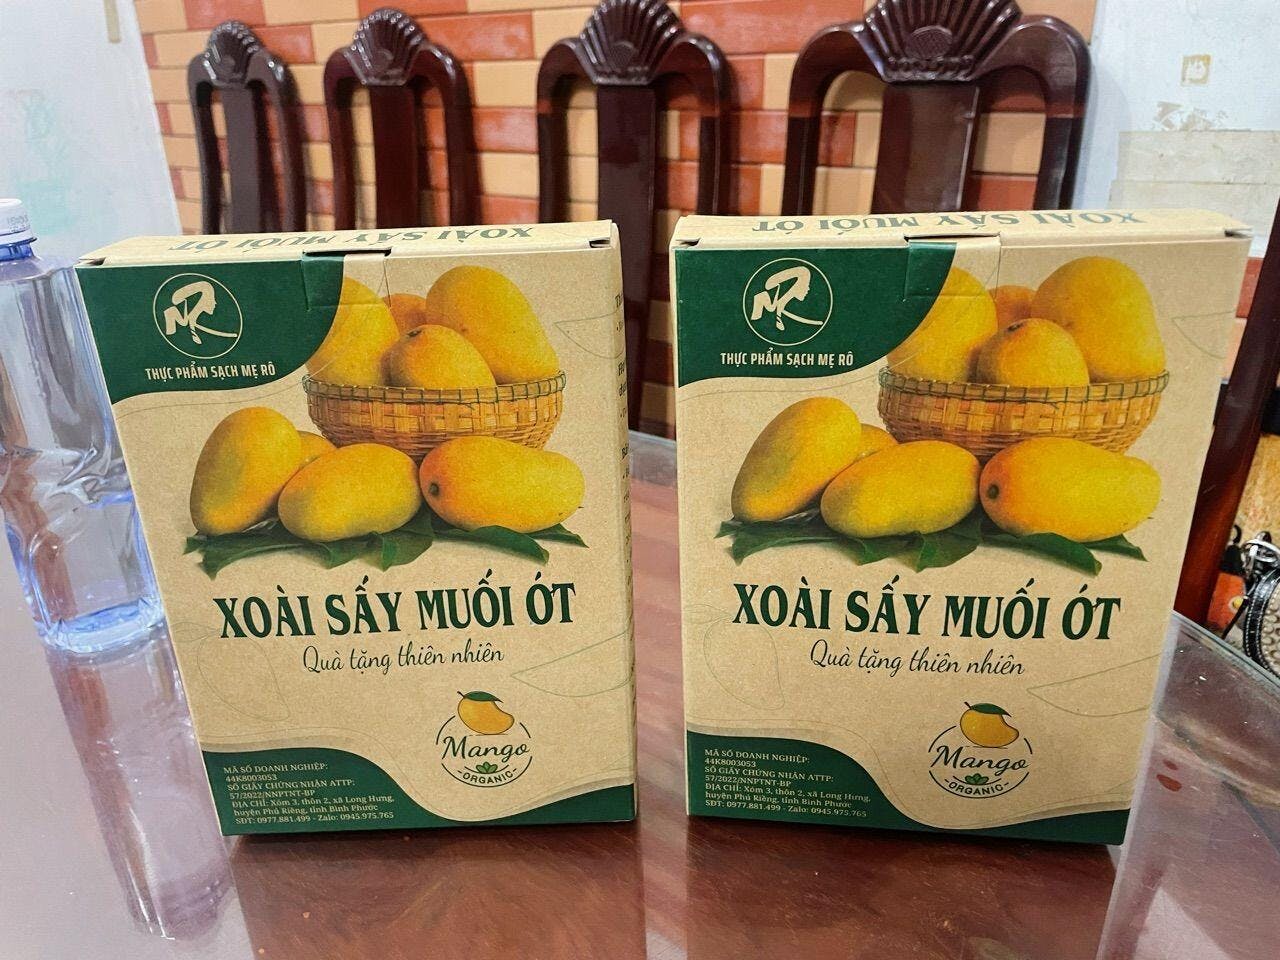 XOÀI SẤY MUỐI ỚT
MR
THỰC PHẨM SẠCH MẸ RÔ
XOÀI SẤY MUỐI ỚT
Quà tặng thiên nhiên
Mango
ORGANIC
MÃ SỐ DOANH NGHIỆP:
44K8003053
SỐ GIẤY CHỨNG NHẬN ATTP:
57/2022/NNPTNT-BP
ĐỊA CHỈ: Xóm 3, thôn 2, xã Long Hưng,
huyện Phú Riềng, tỉnh Bình Phước
SĐT: 0977.881.499 - Zalo: 0945.975.765
XOÀI SẤY MUỐI ỚT
MR
THỰC PHẨM SẠCH MẸ RÔ
XOÀI SẤY MUỐI ỚT
Quà tặng thiên nhiên
Mango
ORGANIC
MÃ SỐ DOANH NGHIỆP:
44K8003053
SỐ GIẤY CHỨNG NHẬN ATTP:
57/2022/NNPTNT-BP
ĐỊA CHỈ: Xóm 3, thôn 2, xã Long Hưng,
huyện Phú Riềng, tỉnh Bình Phước
SĐT: 0977.881.499 - Zalo: 0945.975.765